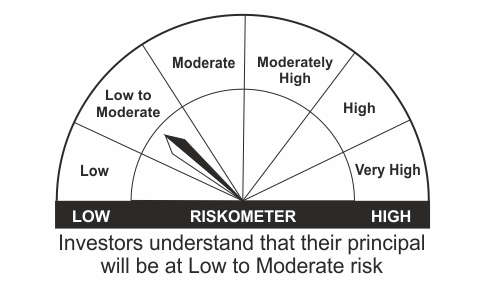 Moderate
Moderately
High
Low to
Moderate
High
Low
Very High
LOW RISKOMETER HIGH
Investors understand that their principal
will be at Low to Moderate risk